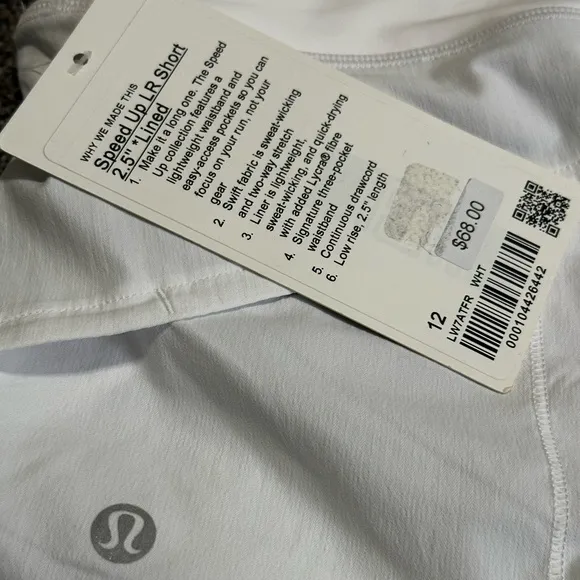 WHY WE MADE THIS
Speed Up LR Short
2.5" *Lined
1. Make it a long one. The Speed
Up collection features a
lightweight waistband and
easy-access pockets so you can
focus on your run, not your
gear
2. Swift fabric is sweat-wicking
and two-way stretch
3. Liner is lightweight,
sweat-wicking, and quick-drying
with added Lycra® fibre
4. Signature three-pocket
waistband
5. Continuous drawcord
6. Low rise, 2.5" length
$68.00
12
LW7ATFR WHT
000104426442